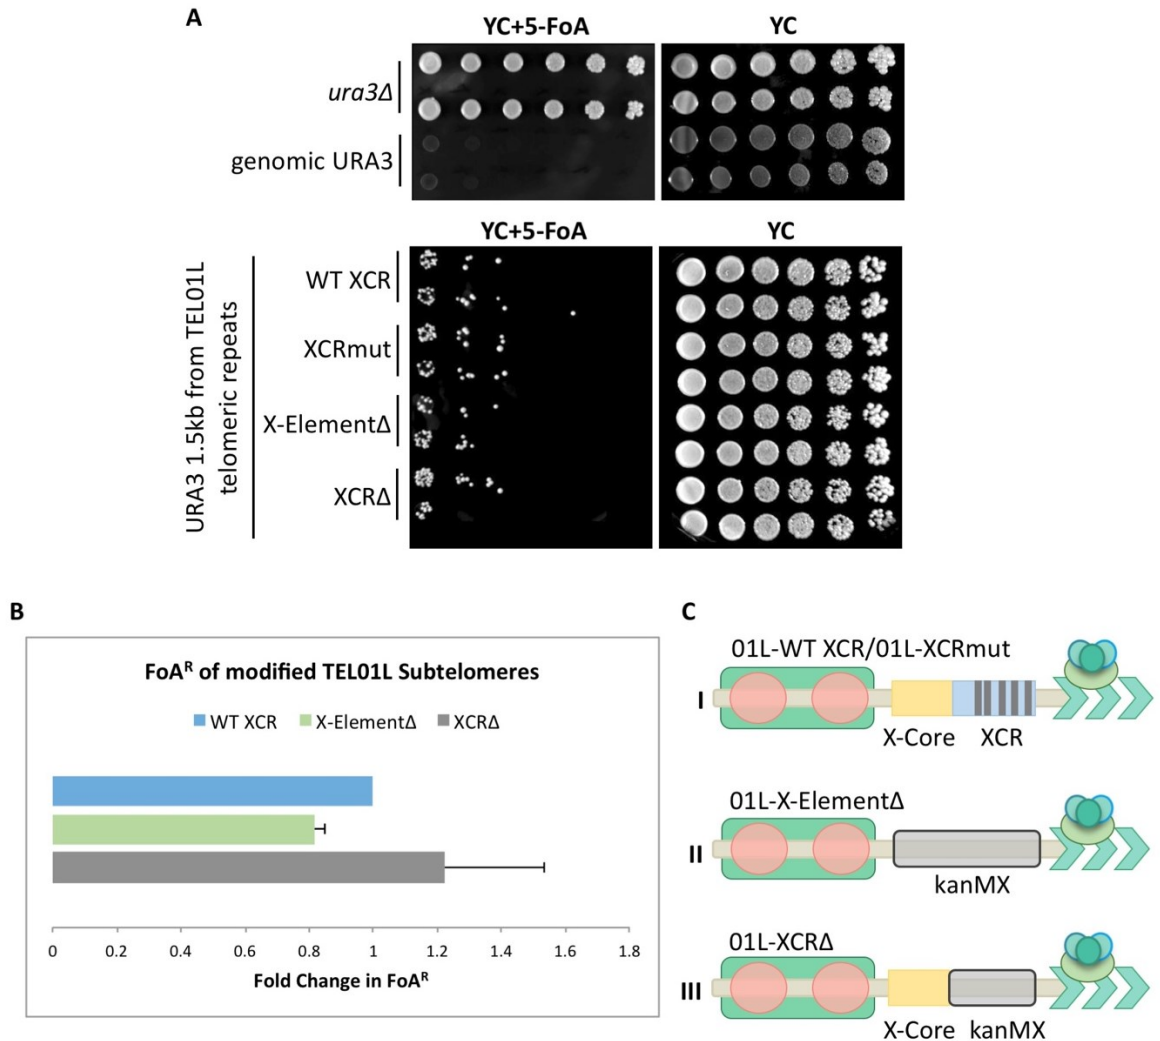 A
YC+5-FoA
YC
ura3Δ
genomic URA3
YC+5-FoA
YC
URA3 1.5kb from TEL01L
telomeric repeats
WT XCR
XCRmut
X-ElementΔ
XCRΔ
B
FoAᴿ of modified TEL01L Subtelomeres
WT XCR
X-ElementΔ
XCRΔ
0 0.2 0.4 0.6 0.8 1 1.2 1.4 1.6 1.8
Fold Change in FoAᴿ
C
01L-WT XCR/01L-XCRmut
I
X-Core XCR
01L-X-ElementΔ
II
kanMX
01L-XCRΔ
III
X-Core kanMX